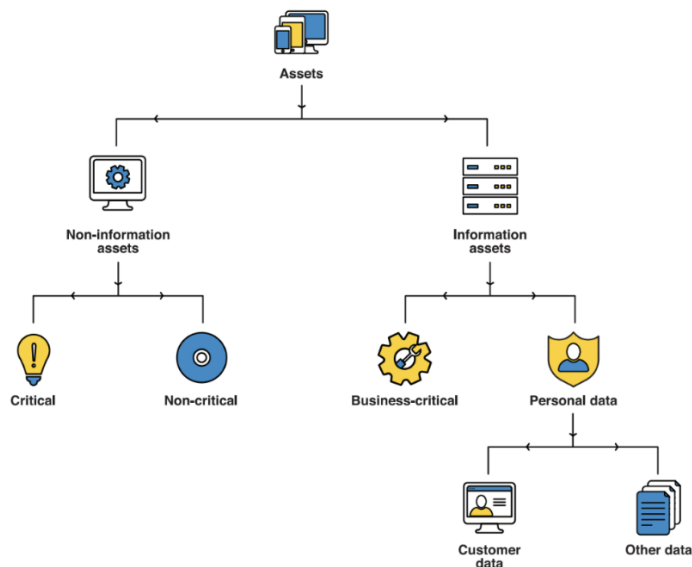 Assets
Non-information
assets
Information
assets
Critical
Non-critical
Business-critical
Personal data
Customer
data
Other data